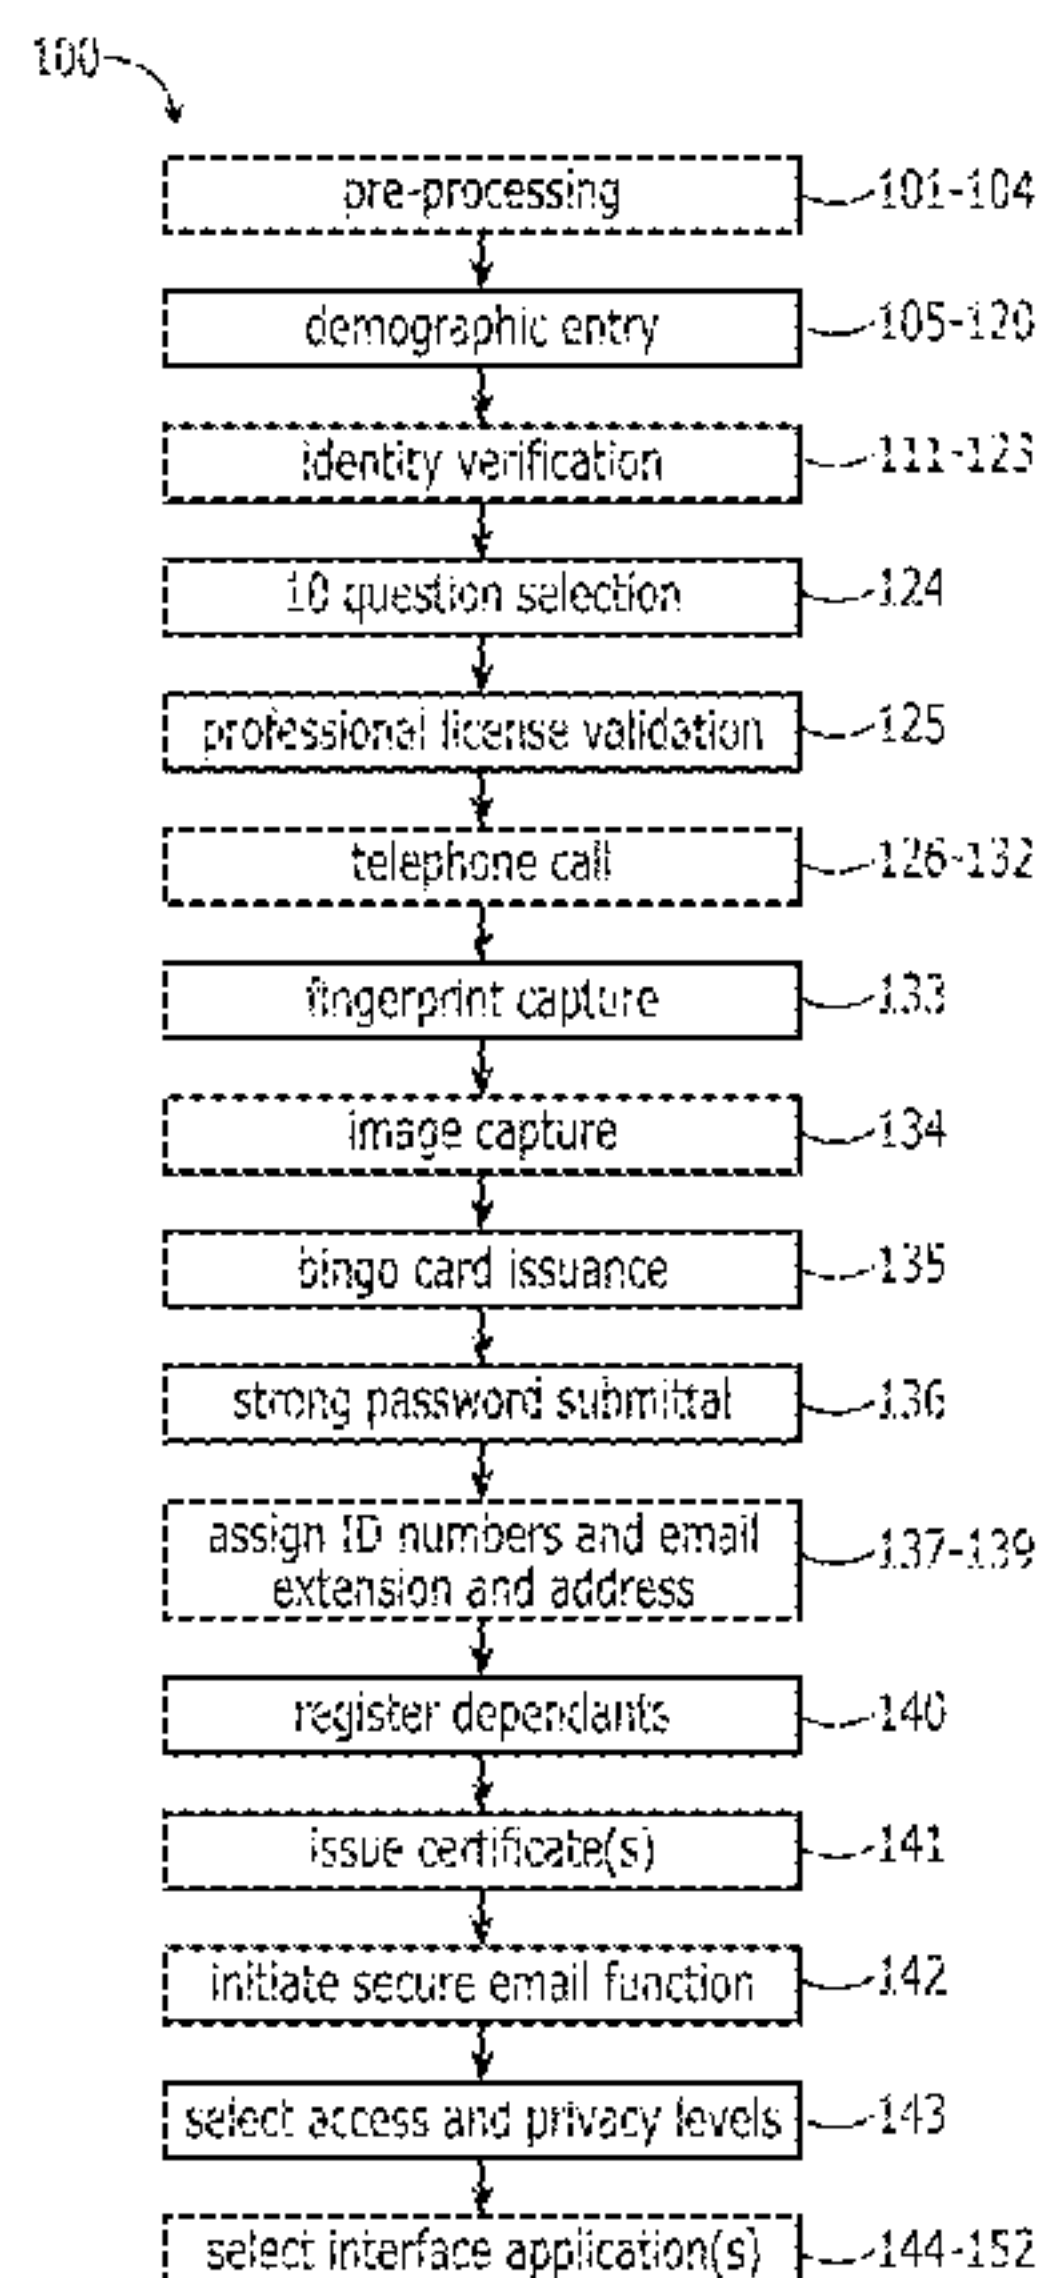 100
pre-processing 101-104
demographic entry 105-120
identity verification 111-123
10 question selection 124
professional license validation 125
telephone call 126-132
fingerprint capture 133
image capture 134
bingo card issuance 135
strong password submittal 136
assign ID numbers and email
extension and address 137-139
register dependants 140
issue certificate(s) 141
initiate secure email function 142
select access and privacy levels 143
select interface application(s) 144-152